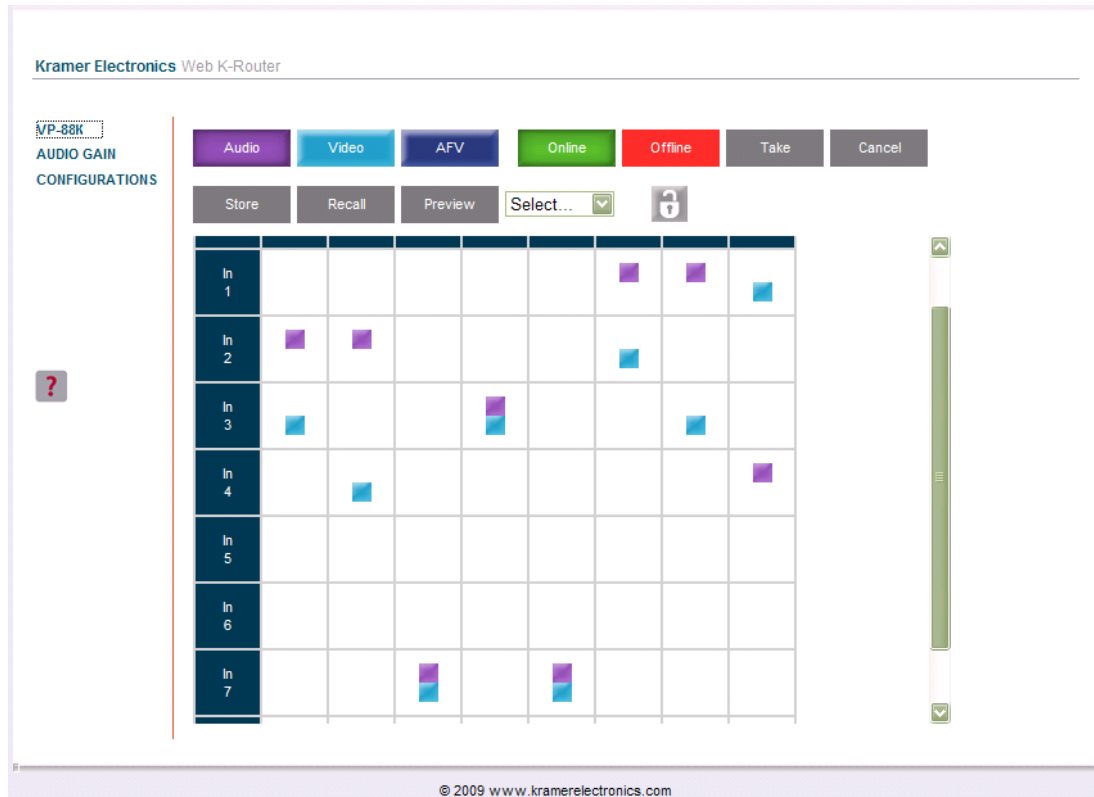 Kramer Electronics Web K-Router
VP-88K
AUDIO GAIN
CONFIGURATIONS
Audio Video AFV Online Offline Take Cancel
Store Recall Preview Select...
In
1
In
2
In
3
In
4
In
5
In
6
In
7
?
© 2009 www.kramerelectronics.com